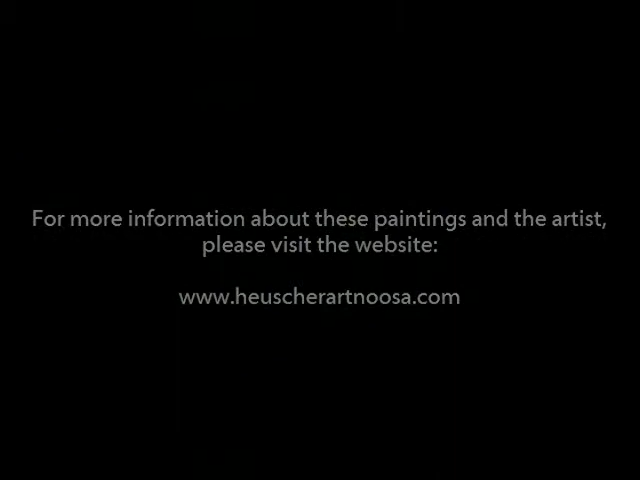 For more information about these paintings and the artist,
please visit the website:
www.heuscherartnoosa.com